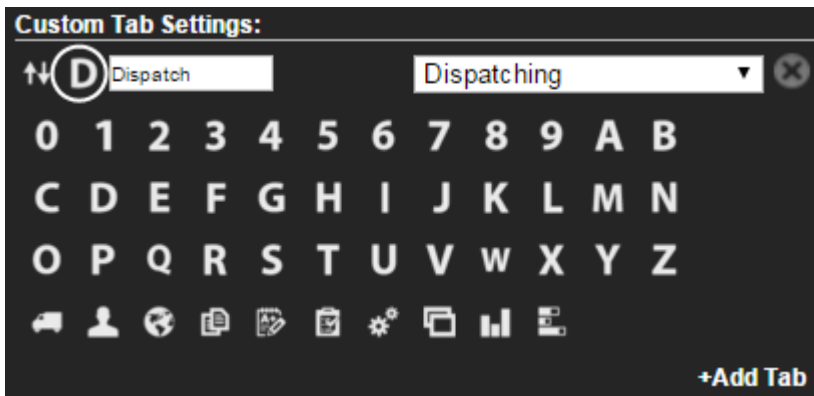 Custom Tab Settings:
D Dispatch Dispatching
0 1 2 3 4 5 6 7 8 9 A B
C D E F G H I J K L M N
O P Q R S T U V W X Y Z
A+
+Add Tab